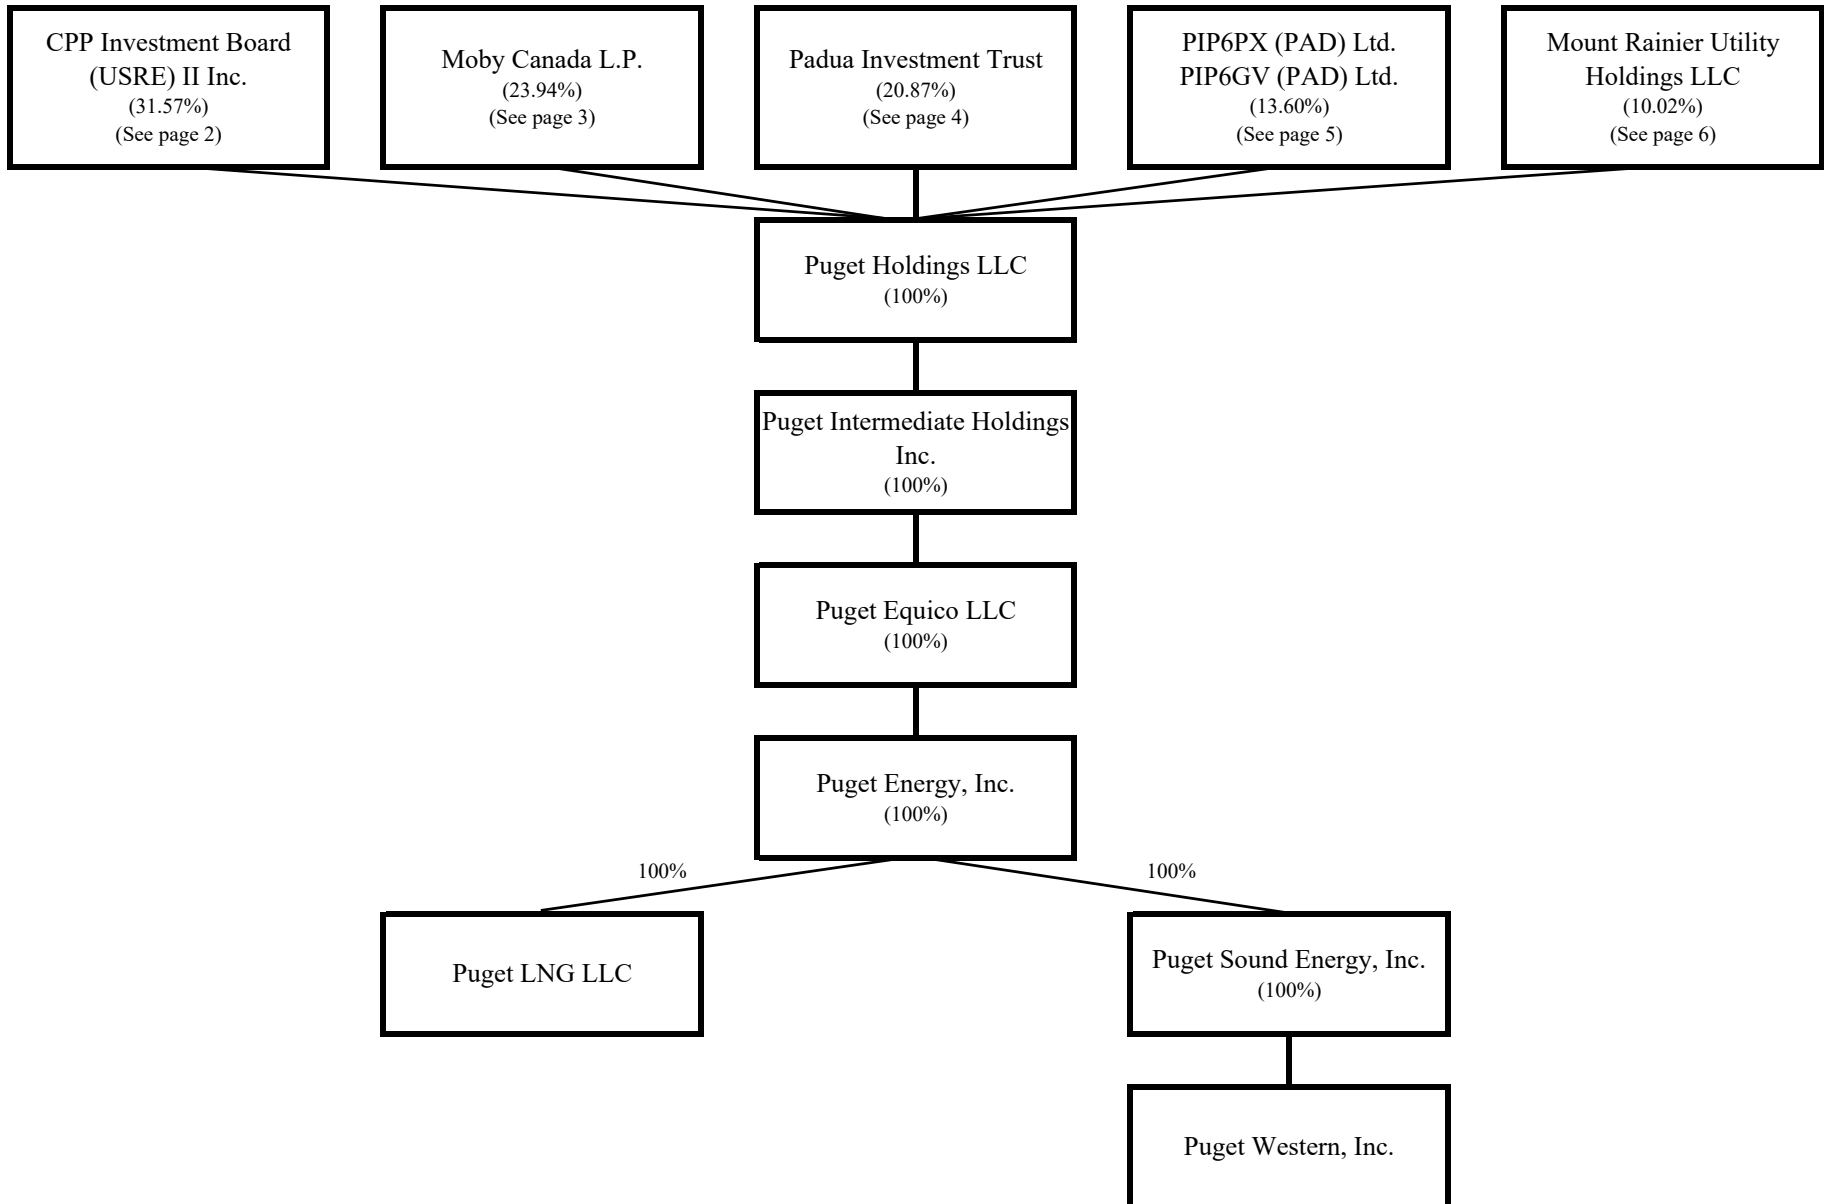 CPP Investment Board
(USRE) II Inc.
(31.57%)
(See page 2)
Moby Canada L.P.
(23.94%)
(See page 3)
Padua Investment Trust
(20.87%)
(See page 4)
PIP6PX (PAD) Ltd.
PIP6GV (PAD) Ltd.
(13.60%)
(See page 5)
Mount Rainier Utility
Holdings LLC
(10.02%)
(See page 6)
Puget Holdings LLC
(100%)
Puget Intermediate Holdings
Inc.
(100%)
Puget Equico LLC
(100%)
Puget Energy, Inc.
(100%)
100%
100%
Puget LNG LLC
Puget Sound Energy, Inc.
(100%)
Puget Western, Inc.